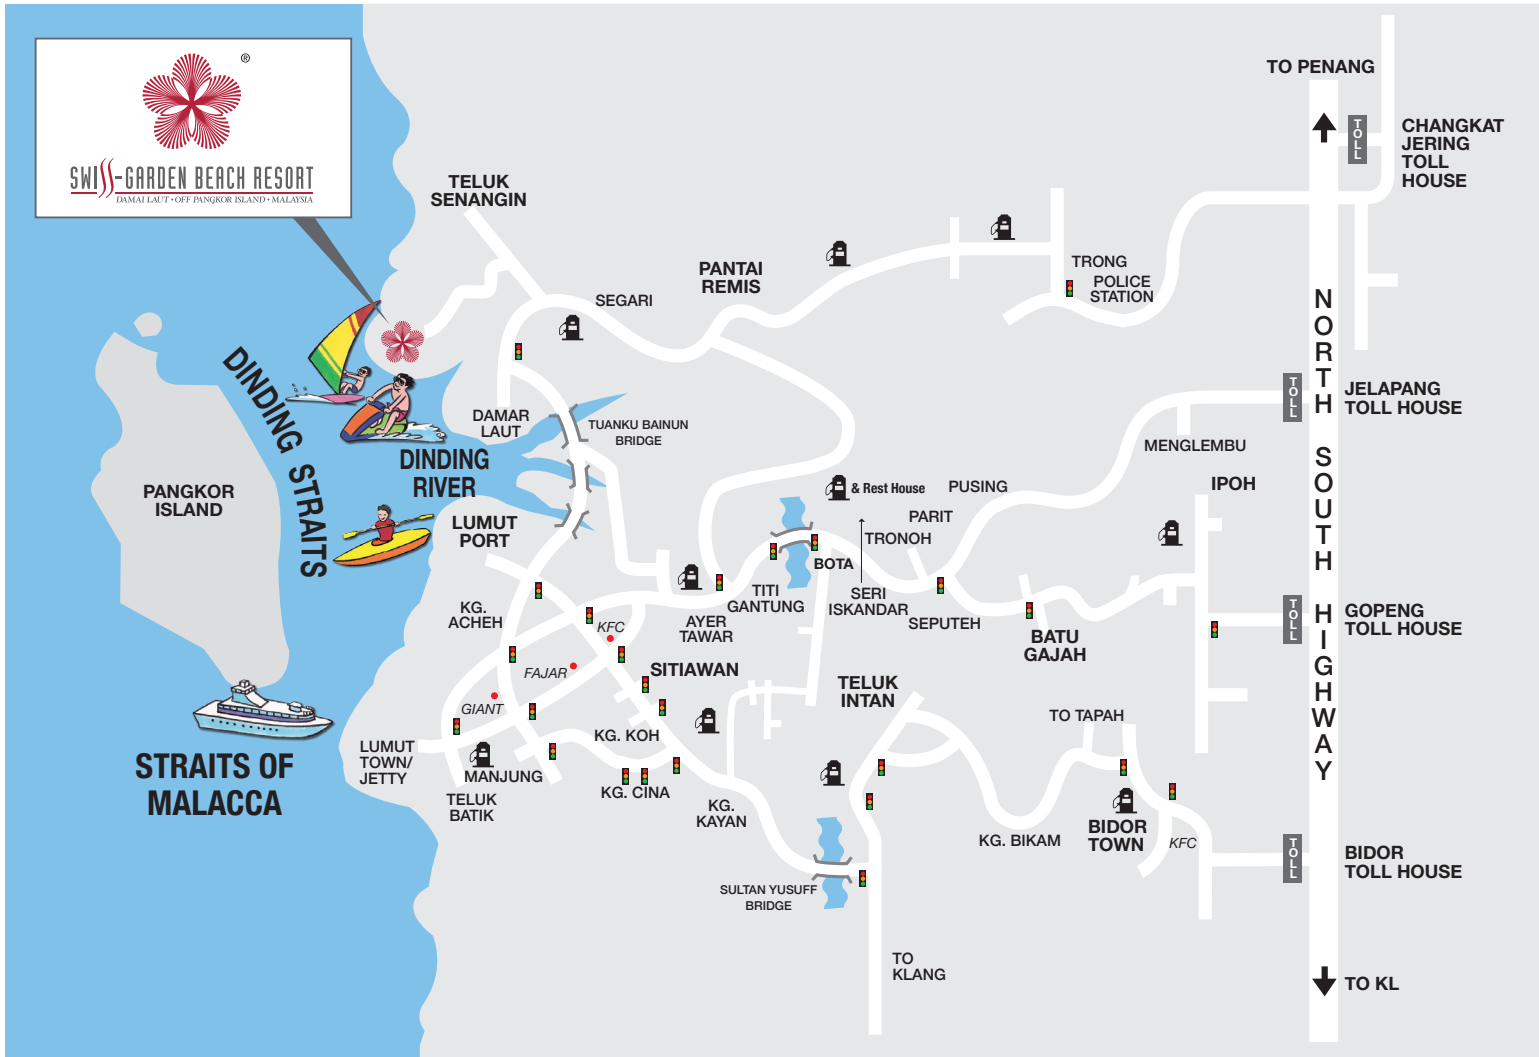 ®
SWISS-GARDEN BEACH RESORT
DAMAI LAUT • OFF PANGKOR ISLAND • MALAYSIA
TO PENANG
TOLL
CHANGKAT
JERING
TOLL
HOUSE
TELUK
SENANGIN
PANTAI
REMIS
SEGARI
TRONG
POLICE
STATION
NORTH SOUTH HIGHWAY
TOLL
JELAPANG
TOLL HOUSE
DINDING STRAITS
DAMAR
LAUT
TUANKU BAINUN
BRIDGE
MENGLEMBU
DINDING
RIVER
PANGKOR
ISLAND
LUMUT
PORT
& Rest House
PUSING
IPOH
PARIT
TRONOH
BOTA
TITI
GANTUNG
SERI
ISKANDAR
SEPUTEH
KG.
ACHEH
KFC
AYER
TAWAR
BATU
GAJAH
TOLL
GOPENG
TOLL HOUSE
FAJAR
SITIAWAN
GIANT
TELUK
INTAN
TO TAPAH
KG. KOH
LUMUT
TOWN/
JETTY
MANJUNG
STRAITS OF
MALACCA
TELUK
BATIK
KG. CINA
KG.
KAYAN
KG. BIKAM
BIDOR
TOWN
KFC
TOLL
BIDOR
TOLL HOUSE
SULTAN YUSUFF
BRIDGE
TO
KLANG
TO KL